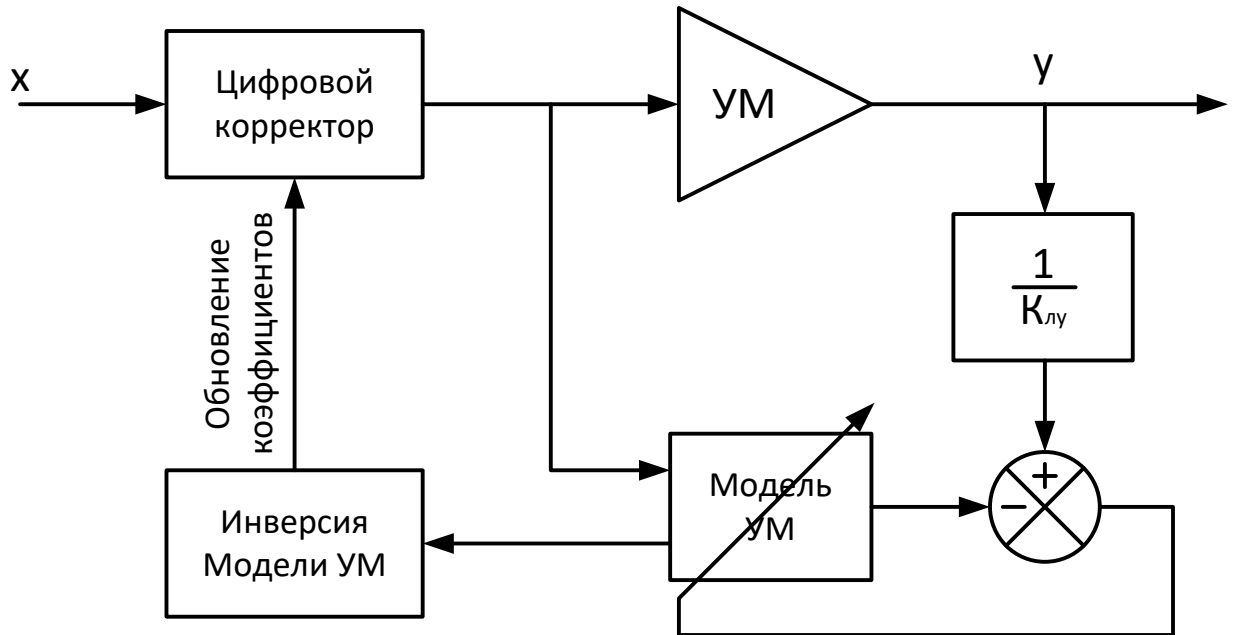 x
Цифровой
корректор
УМ
y
1
Клу
Обновление
коэффициентов
Модель
УМ
+
−
Инверсия
Модели УМ